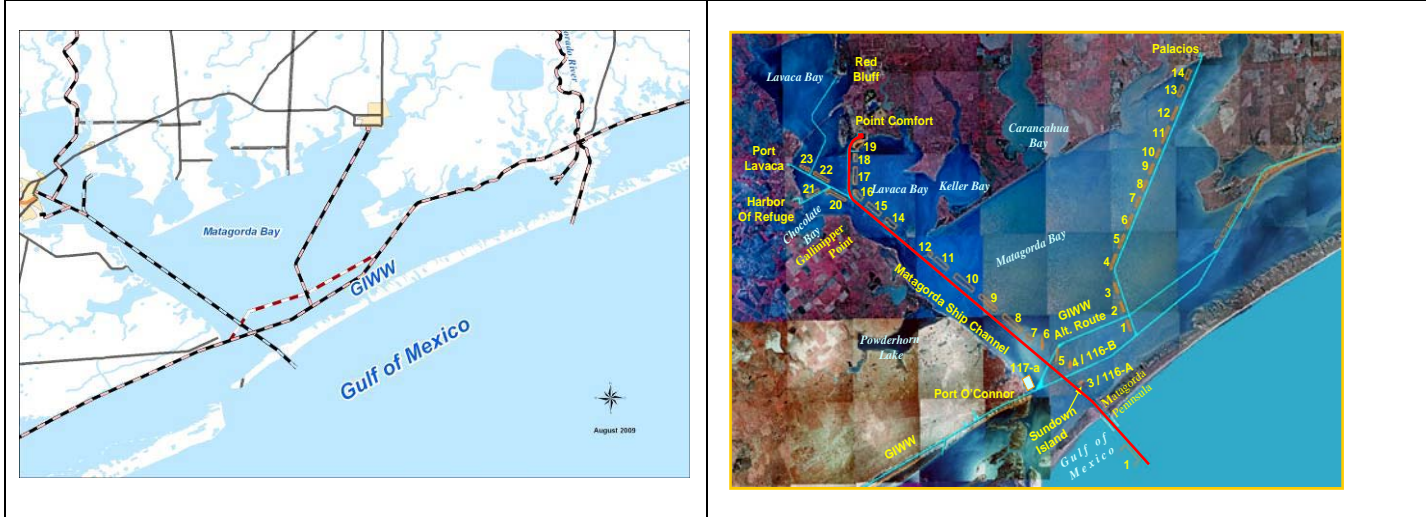 orado River
Matagorda Bay
GIWW
Gulf of Mexico
August 2009
Palacios
Red
Bluff
Lavaca Bay
14
13
Point Comfort
12
Carancahua
Bay
11
19
18
10
Port
Lavaca
23
22
17
9
8
16
Lavaca Bay
Keller Bay
7
21
20
15
14
Harbor
Of Refuge
Chocolate
Bay
6
Gallinipper
Point
12
11
Matagorda Bay
5
4
10
9
3
Matagorda Ship Channel
8
GIWW
Alt. Route
2
1
7
6
Powderhorn
Lake
5
4 / 116-B
117-a
3 / 116-A
Port O'Connor
Matagorda
Peninsula
Sundown
Island
GIWW
Gulf of
Mexico
1